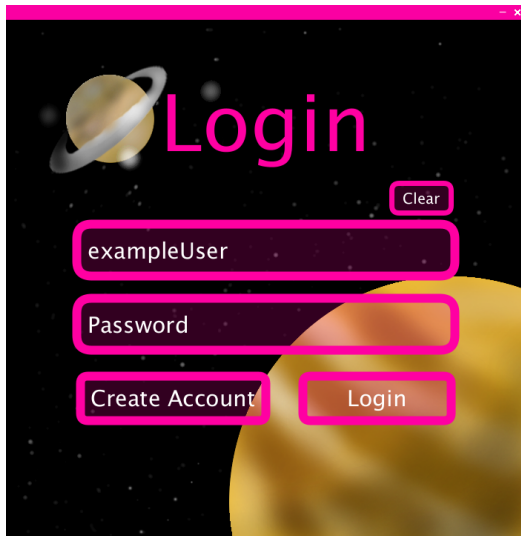 Login
Clear
exampleUser
Password
Create Account
Login